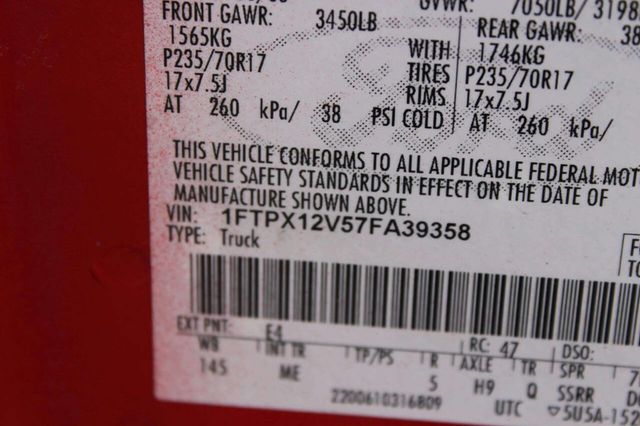 GVWR: 7050LB/ 3198
FRONT GAWR: 3450LB REAR GAWR: 38
1565KG WITH 1746KG
P235/70R17 TIRES P235/70R17
17x7.5J RIMS 17x7.5J
AT 260 kPa/ 38 PSI COLD AT 260 kPa/
THIS VEHICLE CONFORMS TO ALL APPLICABLE FEDERAL MOT
VEHICLE SAFETY STANDARDS IN EFFECT ON THE DATE OF
MANUFACTURE SHOWN ABOVE.
VIN: 1FTPX12V57FA39358
TYPE: Truck
EXT PNT: E4 RC: 47 DSO:
WB INT TR TP/PS R AXLE TR SPR
145 ME 5 H9 Q SSRR
2200610316809 UTC ▽5U5A-152